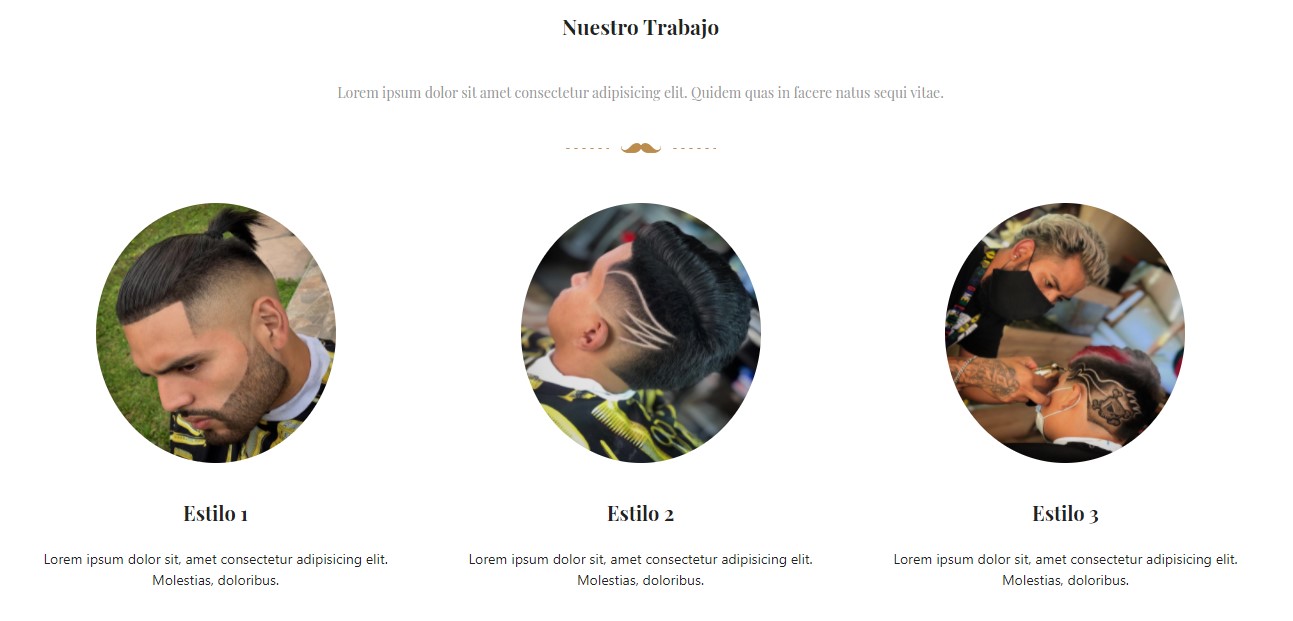 Nuestro Trabajo
Lorem ipsum dolor sit amet consectetur adipisicing elit. Quidem quas in facere natus sequi vitae.
Estilo 1
Lorem ipsum dolor sit, amet consectetur adipisicing elit.
Molestias, doloribus.
Estilo 2
Lorem ipsum dolor sit, amet consectetur adipisicing elit.
Molestias, doloribus.
Estilo 3
Lorem ipsum dolor sit, amet consectetur adipisicing elit.
Molestias, doloribus.